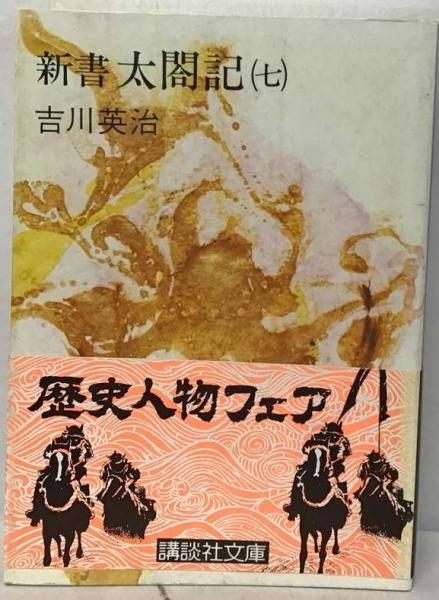 新書 太閤記(七)
吉川英治
歴史人物フェア
講談社文庫